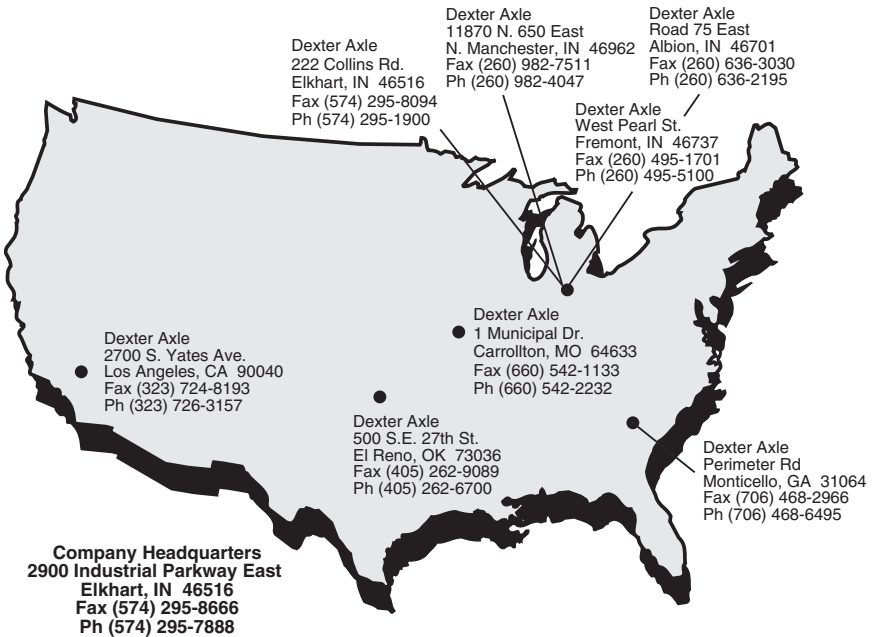 Dexter Axle
222 Collins Rd.
Elkhart, IN 46516
Fax (574) 295-8094
Ph (574) 295-1900
Dexter Axle
11870 N. 650 East
N. Manchester, IN 46962
Fax (260) 982-7511
Ph (260) 982-4047
Dexter Axle
Road 75 East
Albion, IN 46701
Fax (260) 636-3030
Ph (260) 636-2195
Dexter Axle
West Pearl St.
Fremont, IN 46737
Fax (260) 495-1701
Ph (260) 495-5100
Dexter Axle
2700 S. Yates Ave.
Los Angeles, CA 90040
Fax (323) 724-8193
Ph (323) 726-3157
Dexter Axle
1 Municipal Dr.
Carrollton, MO 64633
Fax (660) 542-1133
Ph (660) 542-2232
Dexter Axle
500 S.E. 27th St.
El Reno, OK 73036
Fax (405) 262-9089
Ph (405) 262-6700
Dexter Axle
Perimeter Rd
Monticello, GA 31064
Fax (706) 468-2966
Ph (706) 468-6495
Company Headquarters
2900 Industrial Parkway East
Elkhart, IN 46516
Fax (574) 295-8666
Ph (574) 295-7888